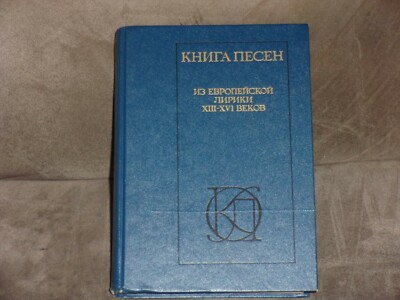 КНИГА ПЕСЕН
ИЗ ЕВРОПЕЙСКОЙ
ЛИРИКИ
XIII-XVI ВЕКОВ